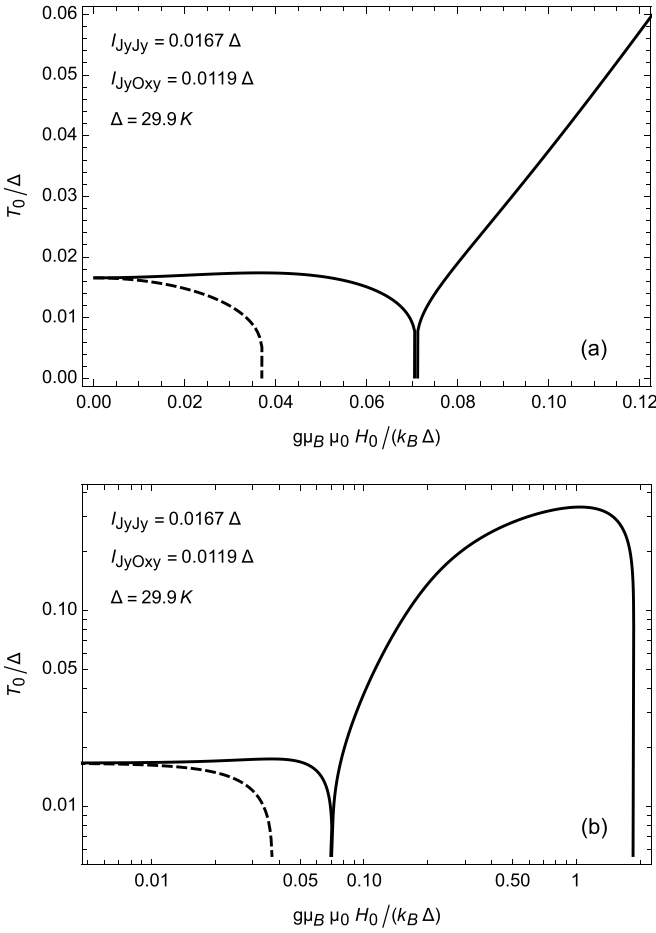 0.06
I_JyJy = 0.0167 Δ
0.05
I_JyOxy = 0.0119 Δ
Δ = 29.9 K
0.04
T_0/Δ
0.03
0.02
0.01
(a)
0.00
0.00 0.02 0.04 0.06 0.08 0.10 0.12
gμ_B μ_0 H_0/(k_B Δ)
I_JyJy = 0.0167 Δ
I_JyOxy = 0.0119 Δ
Δ = 29.9 K
0.10
T_0/Δ
0.05
0.01
(b)
0.01 0.05 0.10 0.50 1
gμ_B μ_0 H_0/(k_B Δ)